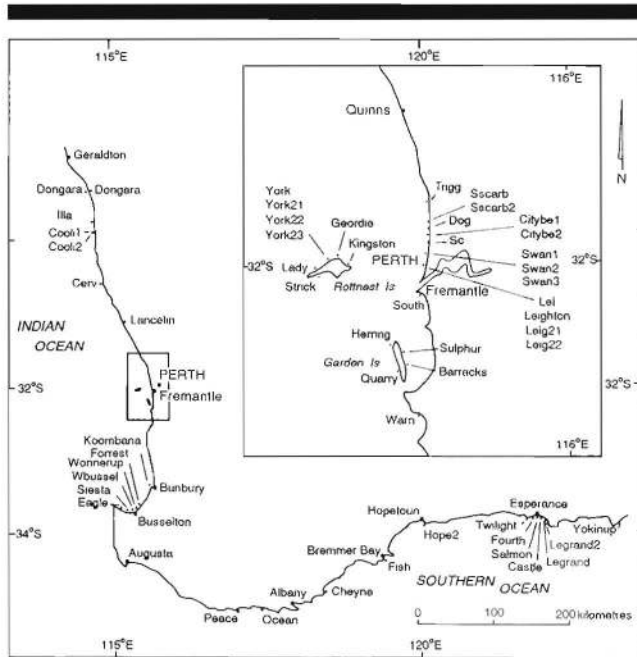 115°E
120°E
116°E
Quinns
N
Geraldton
Trigg
Dongara
Dongara
York
York21
York22
York23
Geordie
Kingston
Sscarb
Sscarb2
Dog
Citybe1
Citybe2
Sc
Illa
Cooli1
Cooli2
32°S
Lady
Strick
Rottnest Is
PERTH
Fremantle
Swan1
Swan2
Swan3
32°S
Cerv
South
Lei
Leighton
Leig21
Leig22
Lancelin
INDIAN
OCEAN
Herring
Sulphur
Garden Is
Quarry
Barracks
PERTH
Fremantle
32°S
32°S
Warn
116°E
Koombana
Forrest
Wonnerup
Wbussel
Siesta
Eagle
Bunbury
Busselton
34°S
Hopetoun
Hope2
Esperance
Twilight
Fourth
Salmon
Castle
Yokinup
Legrand2
Legrand
34°S
Augusta
Bremmer Bay
Fish
Cheyne
Albany
SOUTHERN
OCEAN
Peace
Ocean
0 100 200 kilometres
115°E
120°E